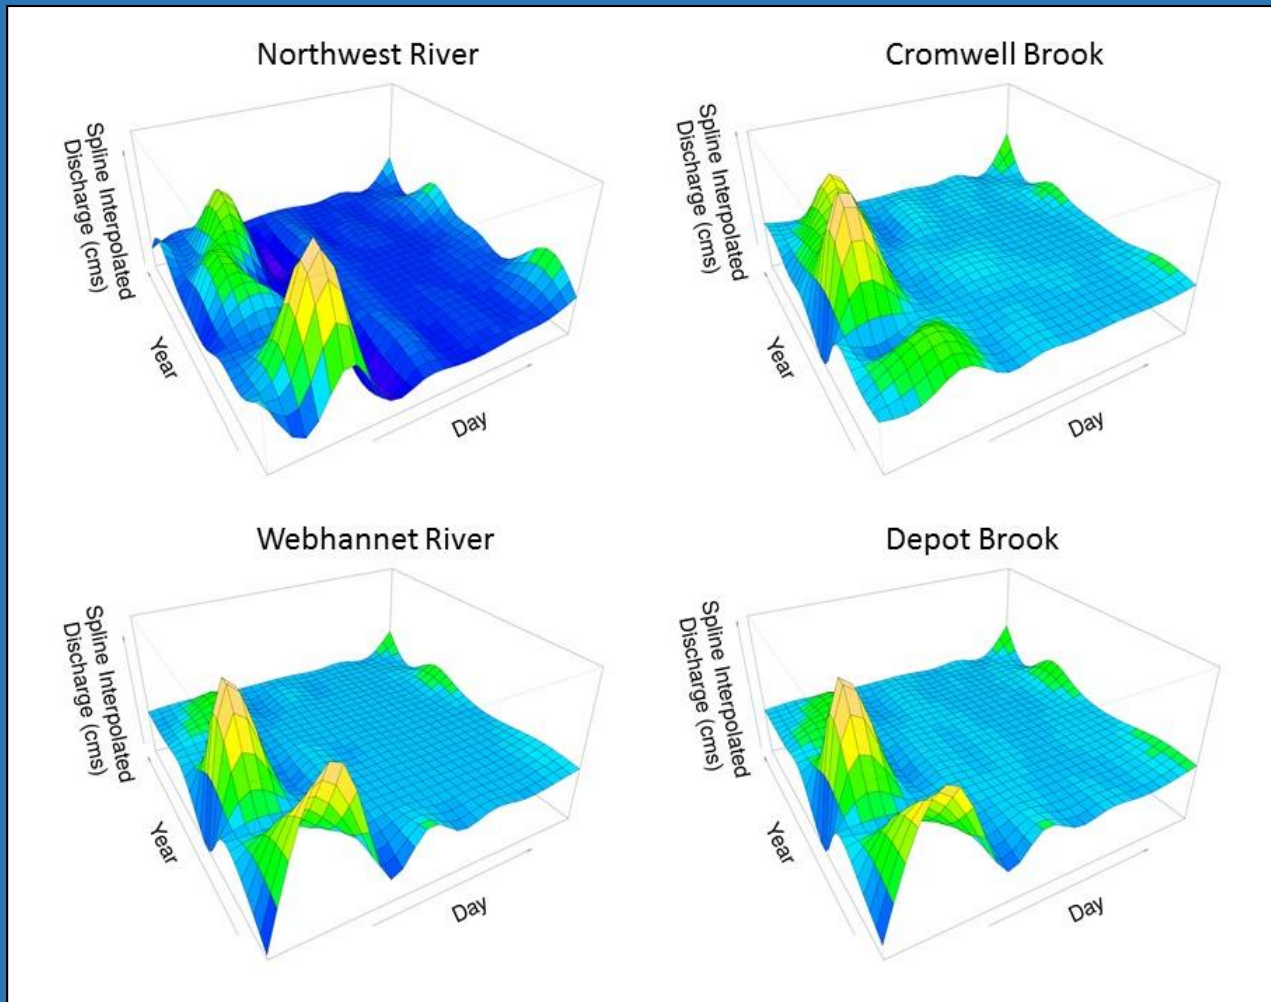 Northwest River
Spline Interpolated
Discharge (cms)
Year
Day
Cromwell Brook
Spline Interpolated
Discharge (cms)
Year
Day
Webhannet River
Spline Interpolated
Discharge (cms)
Year
Day
Depot Brook
Spline Interpolated
Discharge (cms)
Year
Day